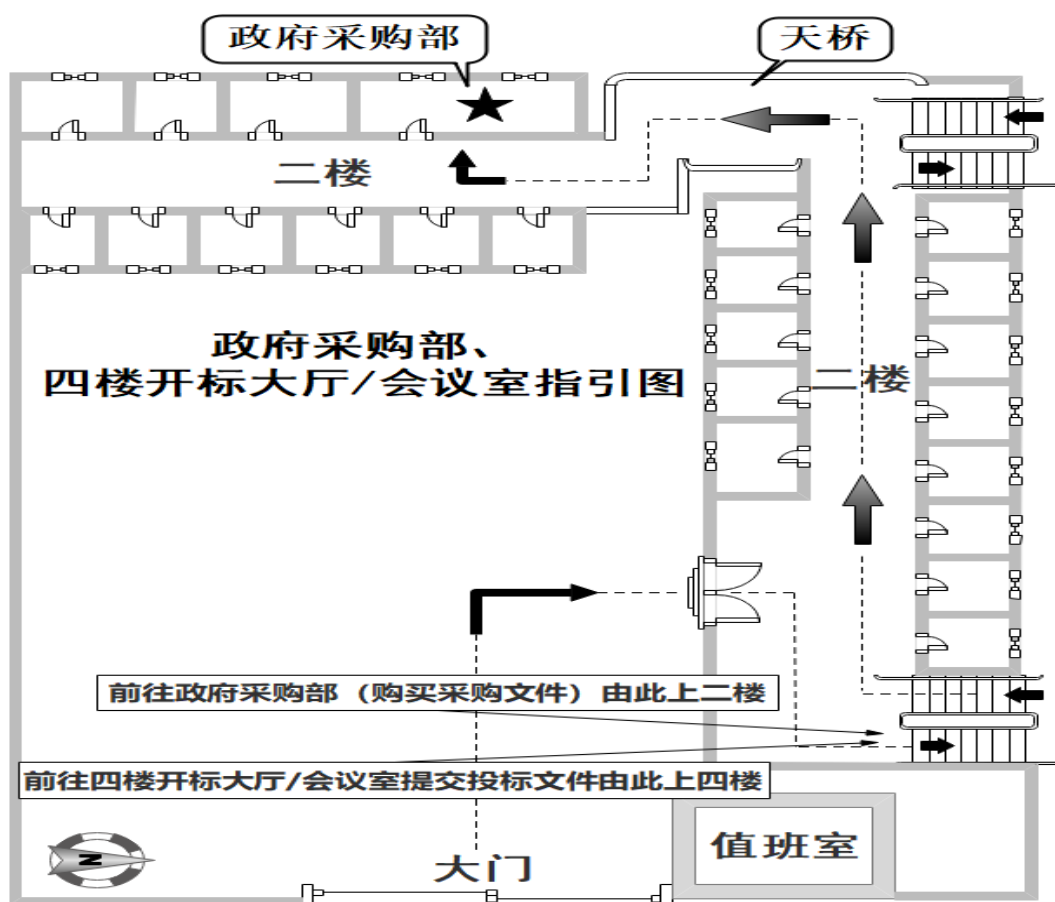 政府采购部
天桥
二楼
政府采购部、
四楼开标大厅/会议室指引图
二楼
前往政府采购部（购买采购文件）由此上二楼
前往四楼开标大厅/会议室提交投标文件由此上四楼
值班室
大门
N